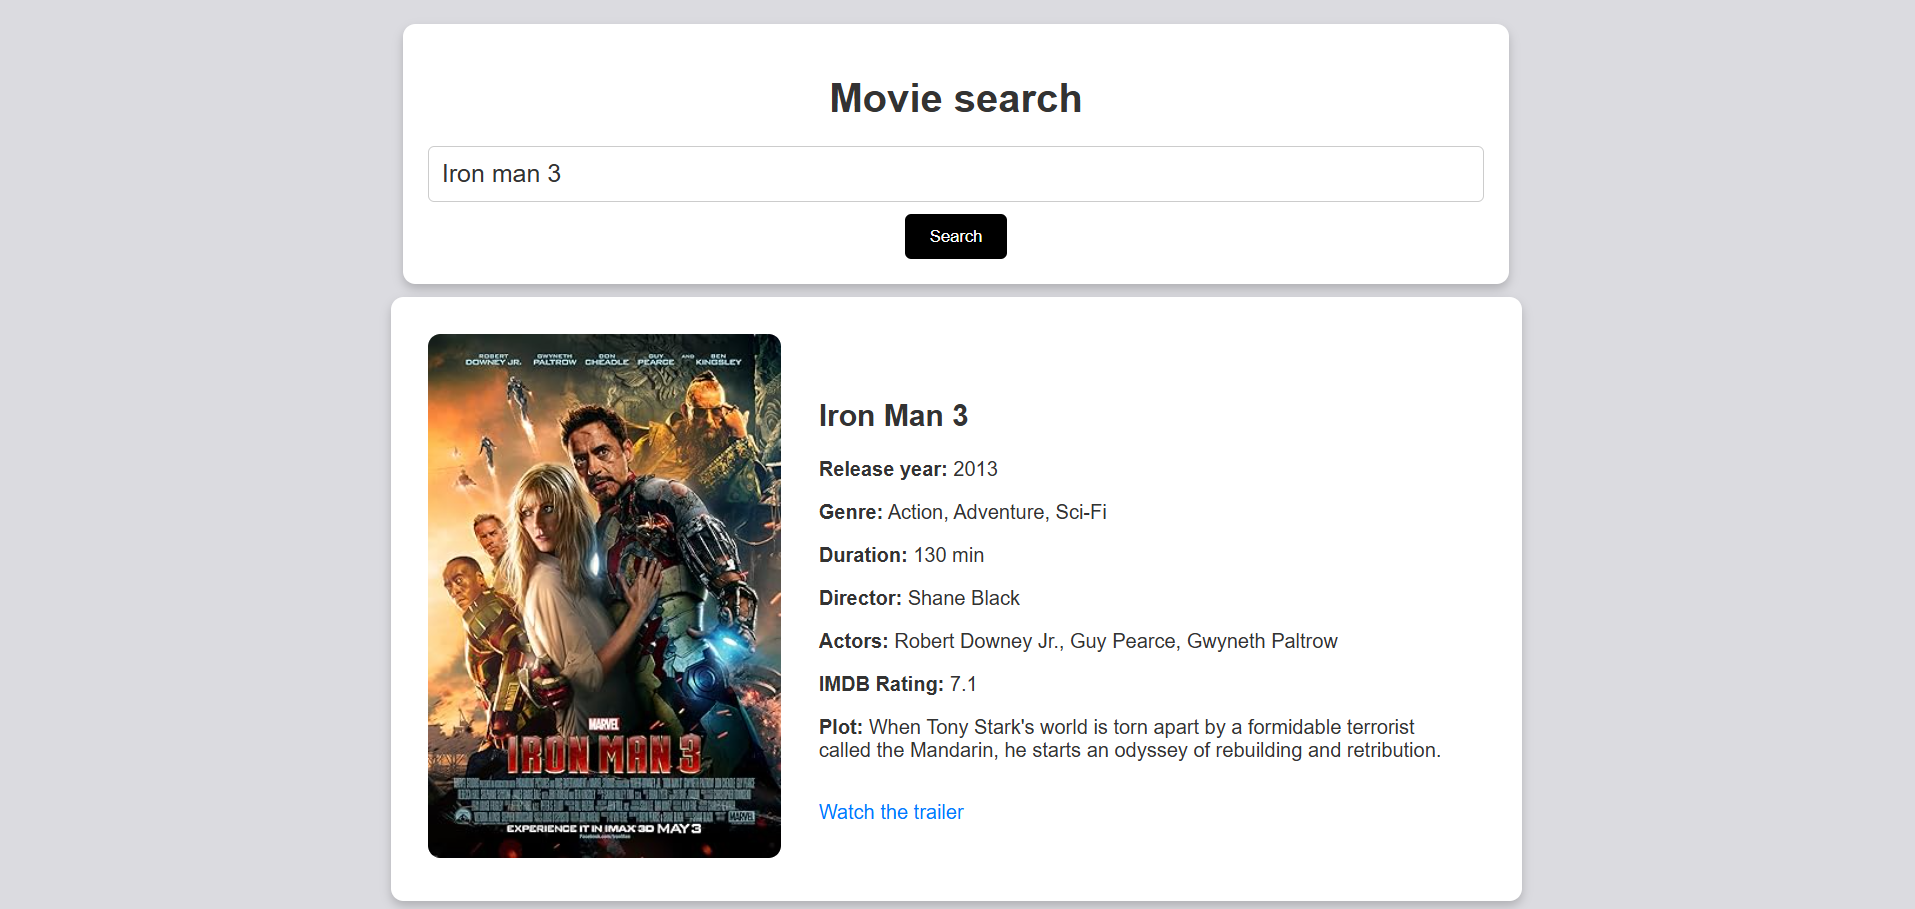 Movie search
Iron man 3
Search
ROBERT DOWNEY JR. GWYNETH PALTROW DON CHEADLE GUY PEARCE AND BEN KINGSLEY
MARVEL
IRON MAN 3
MARVEL
EXPERIENCE IT IN IMAX 3D MAY 3
Iron Man 3
Release year: 2013
Genre: Action, Adventure, Sci-Fi
Duration: 130 min
Director: Shane Black
Actors: Robert Downey Jr., Guy Pearce, Gwyneth Paltrow
IMDB Rating: 7.1
Plot: When Tony Stark's world is torn apart by a formidable terrorist
called the Mandarin, he starts an odyssey of rebuilding and retribution.
Watch the trailer